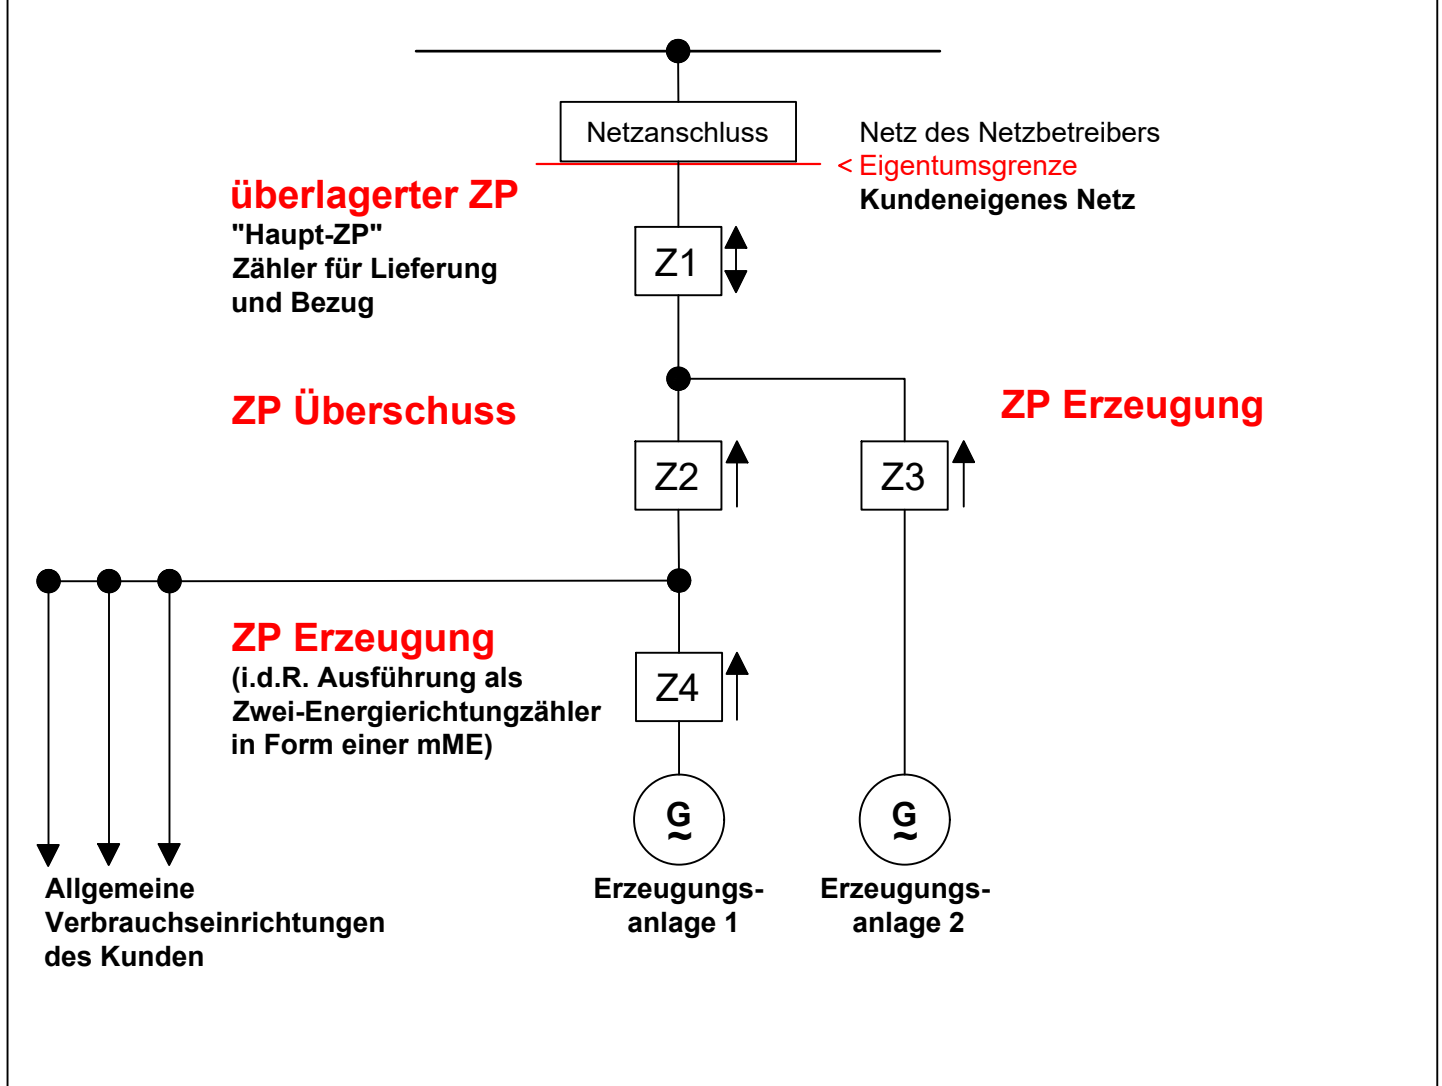 Netzanschluss
Netz des Netzbetreibers
< Eigentumsgrenze
Kundeneigenes Netz
überlagerter ZP
"Haupt-ZP"
Zähler für Lieferung
und Bezug
Z1
ZP Überschuss
ZP Erzeugung
Z2
Z3
ZP Erzeugung
(i.d.R. Ausführung als
Zwei-Energierichtungzähler
in Form einer mME)
Z4
G
~
G
~
Allgemeine
Verbrauchseinrichtungen
des Kunden
Erzeugungs-
anlage 1
Erzeugungs-
anlage 2